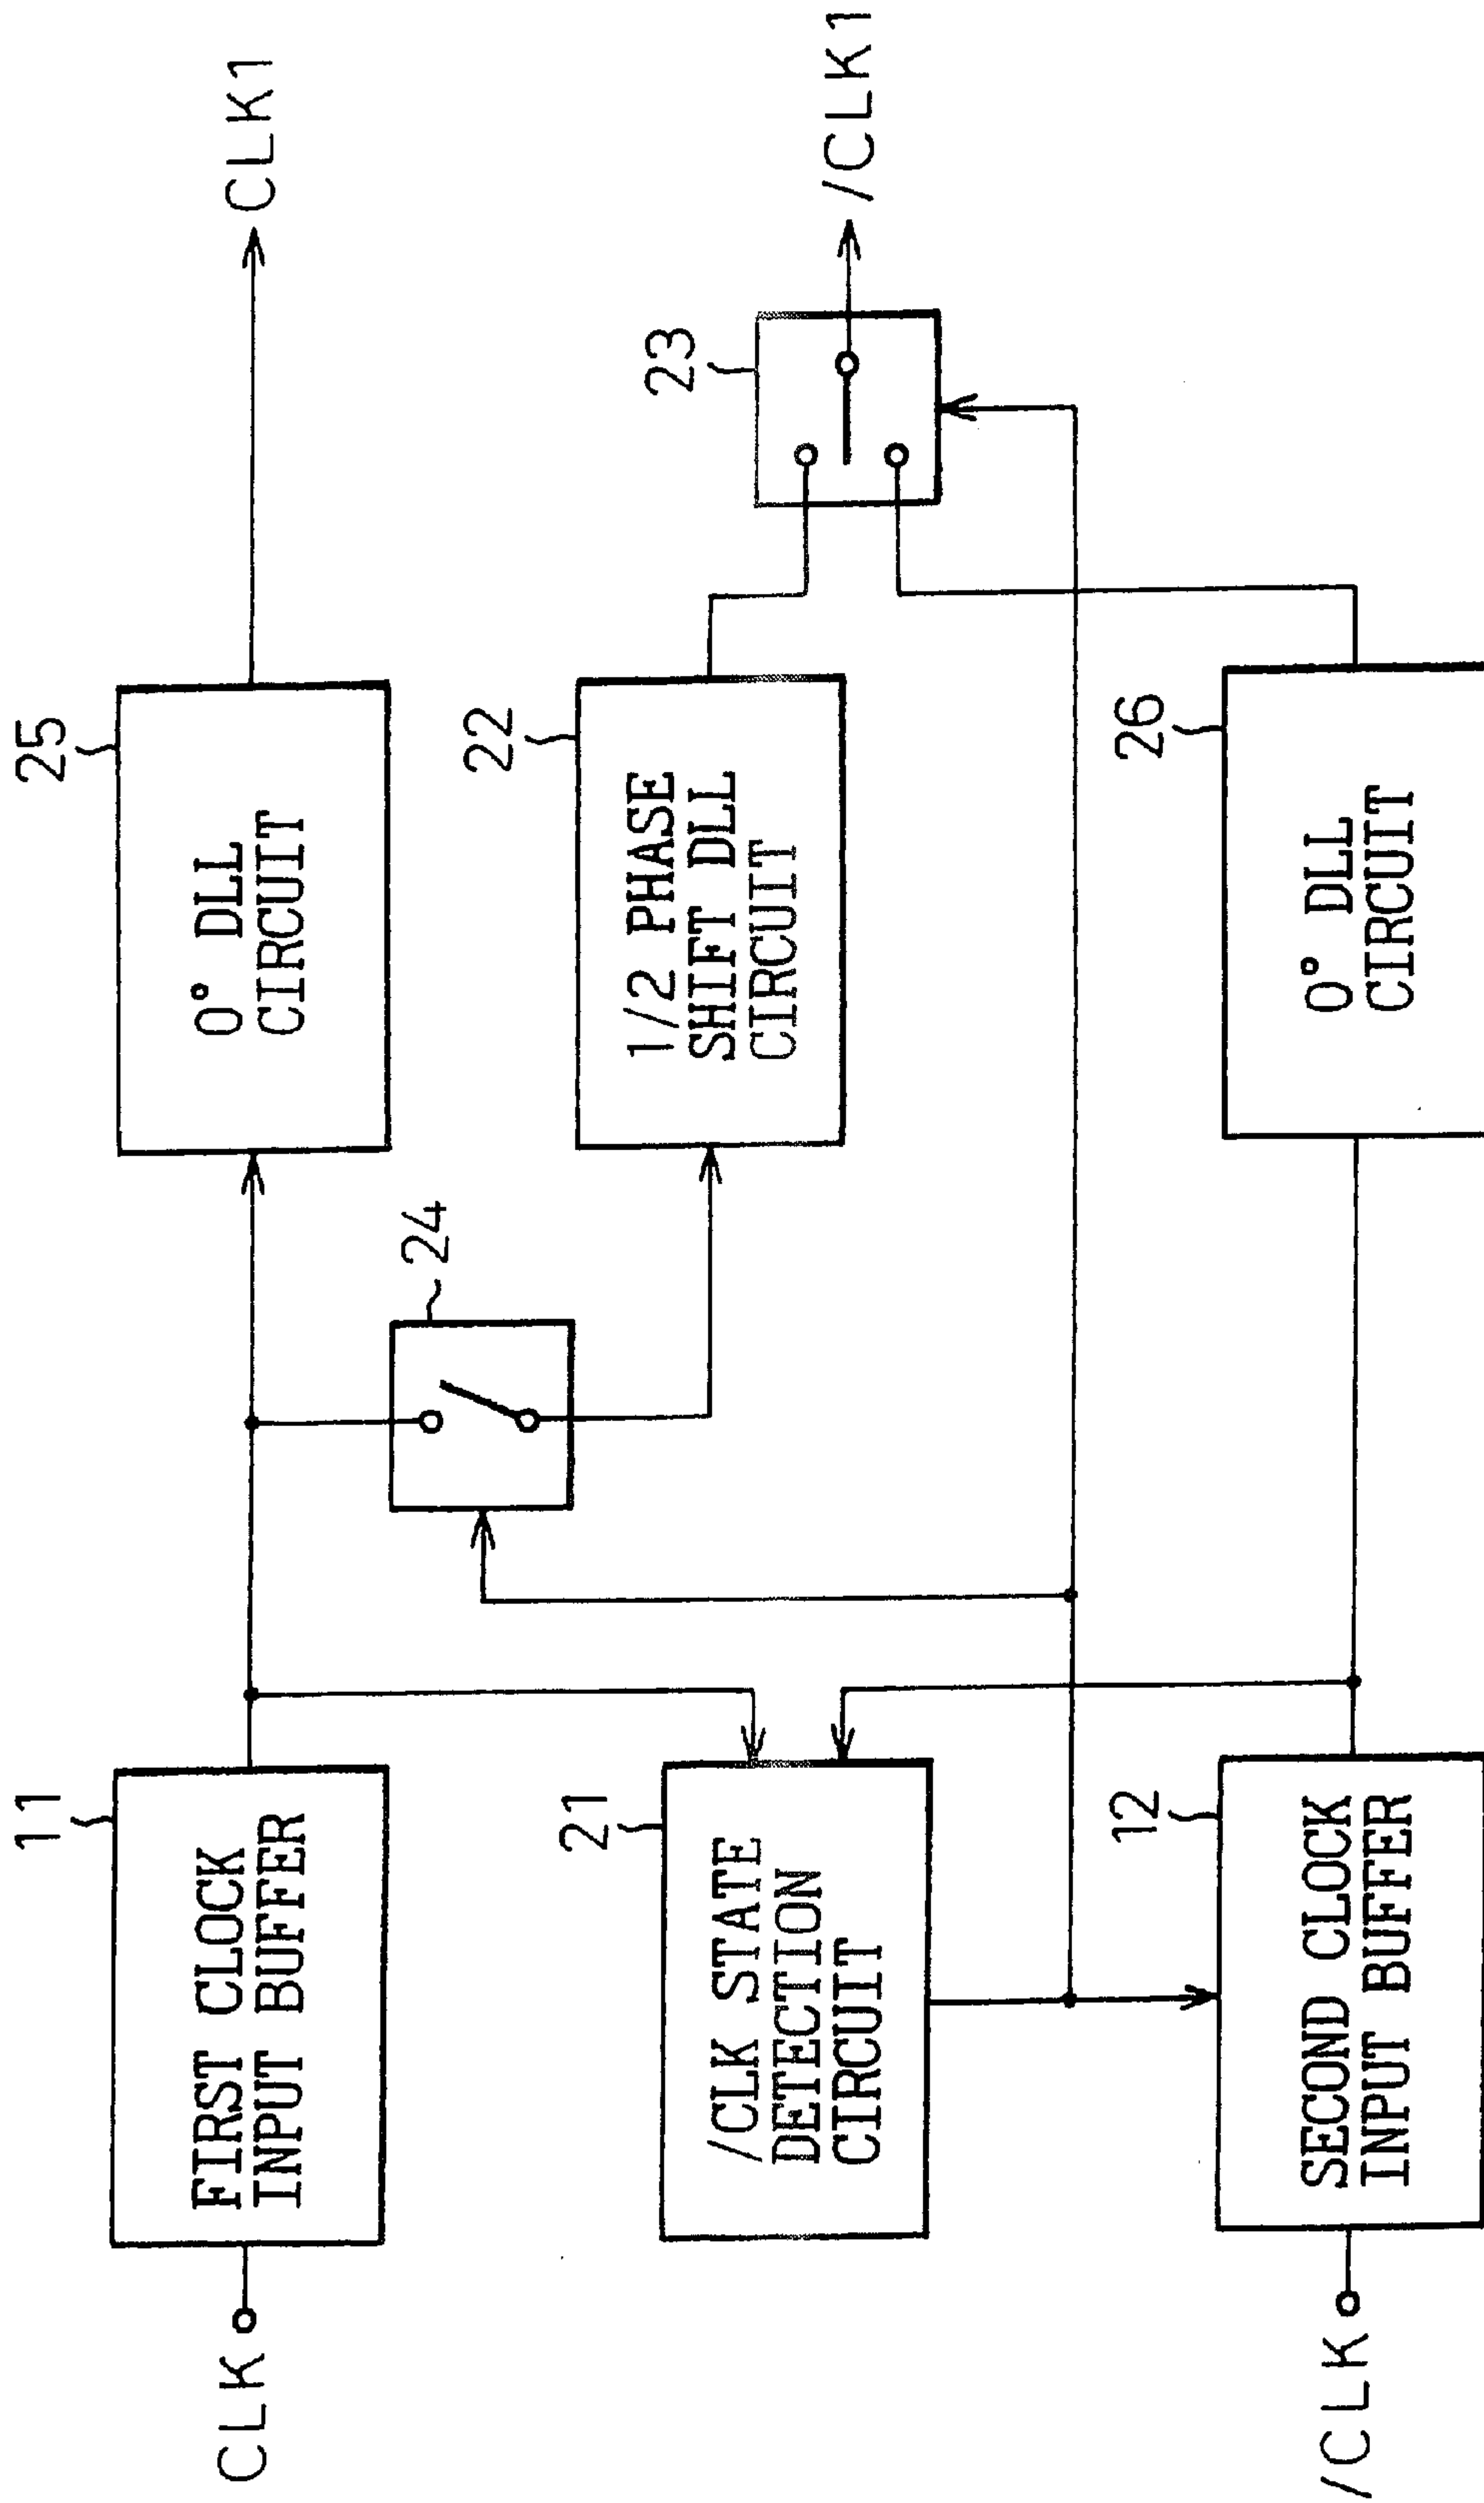 11
25
CLK
FIRST CLOCK
INPUT BUFFER
0° DLL
CIRCUIT
CLK1
24
22
1/2 PHASE
SHIFT DLL
CIRCUIT
23
/CLK1
21
/CLK STATE
DETECTION
CIRCUIT
12
26
/CLK
SECOND CLOCK
INPUT BUFFER
0° DLL
CIRCUIT